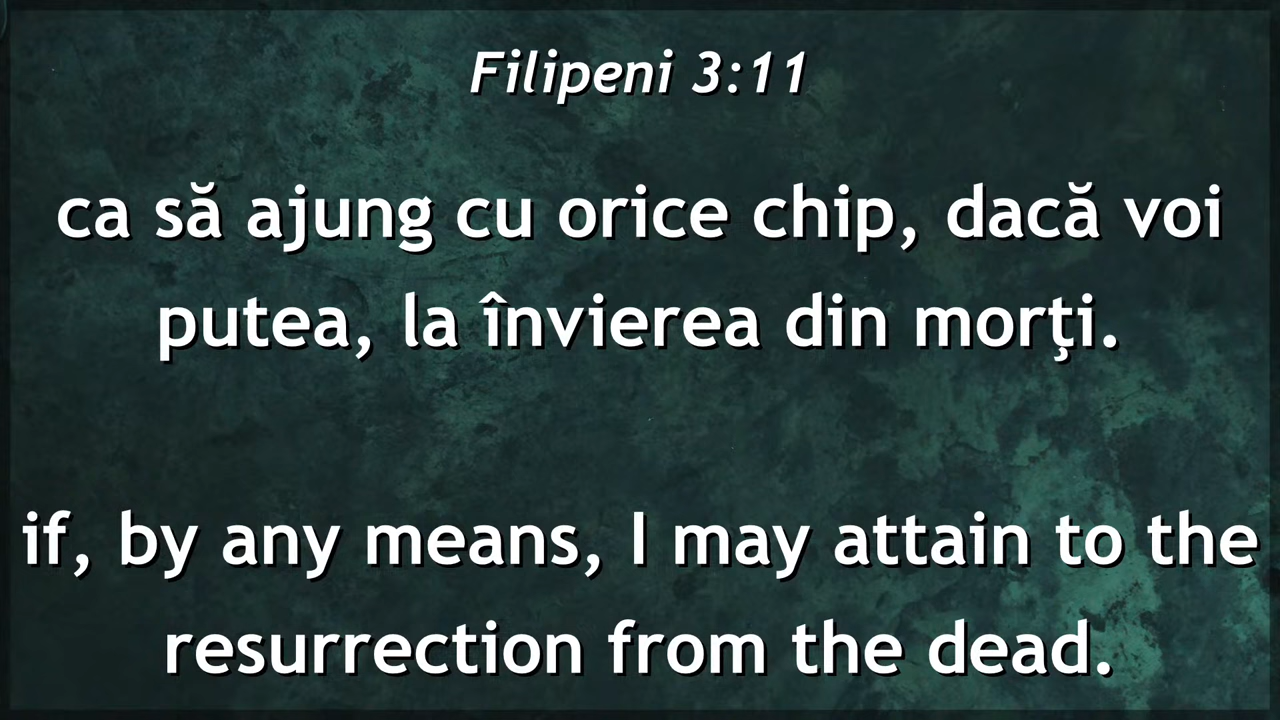 Filipeni 3:11
ca să ajung cu orice chip, dacă voi
putea, la învierea din morţi.
if, by any means, I may attain to the
resurrection from the dead.